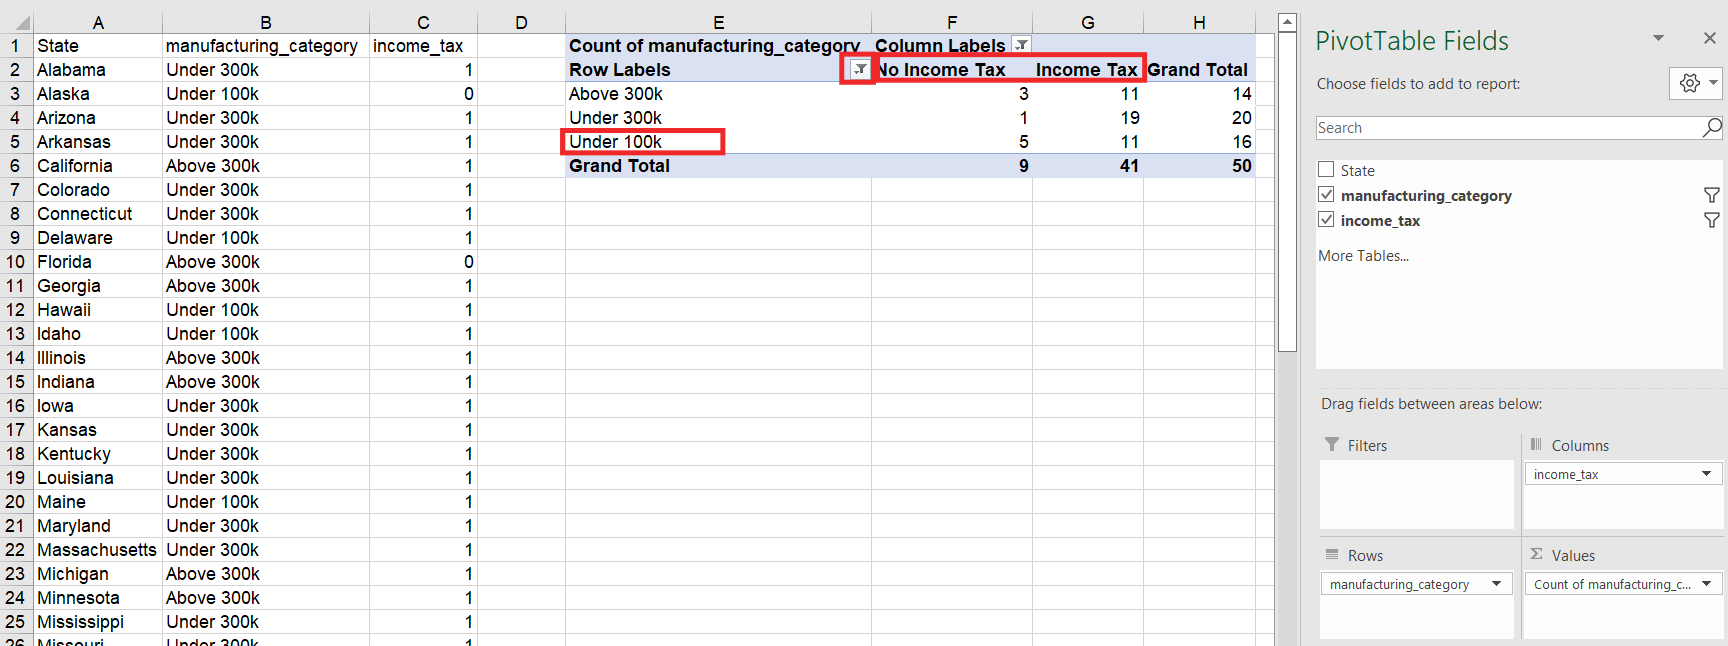 A B C D E F G H
1 State manufacturing_category income_tax Count of manufacturing_category Column Labels
2 Alabama Under 300k 1 Row Labels No Income Tax Income Tax Grand Total
3 Alaska Under 100k 0 Above 300k 3 11 14
4 Arizona Under 300k 1 Under 300k 1 19 20
5 Arkansas Under 300k 1 Under 100k 5 11 16
6 California Above 300k 1 Grand Total 9 41 50
7 Colorado Under 300k 1
8 Connecticut Under 300k 1
9 Delaware Under 100k 1
10 Florida Above 300k 0
11 Georgia Above 300k 1
12 Hawaii Under 100k 1
13 Idaho Under 100k 1
14 Illinois Above 300k 1
15 Indiana Above 300k 1
16 Iowa Under 300k 1
17 Kansas Under 300k 1
18 Kentucky Under 300k 1
19 Louisiana Under 300k 1
20 Maine Under 100k 1
21 Maryland Under 300k 1
22 Massachusetts Under 300k 1
23 Michigan Above 300k 1
24 Minnesota Above 300k 1
25 Mississippi Under 300k 1
26 Missouri Under 300k 1
PivotTable Fields
Choose fields to add to report:
Search
State
manufacturing_category
income_tax
More Tables...
Drag fields between areas below:
Filters Columns
income_tax
Rows Σ Values
manufacturing_category Count of manufacturing_c...